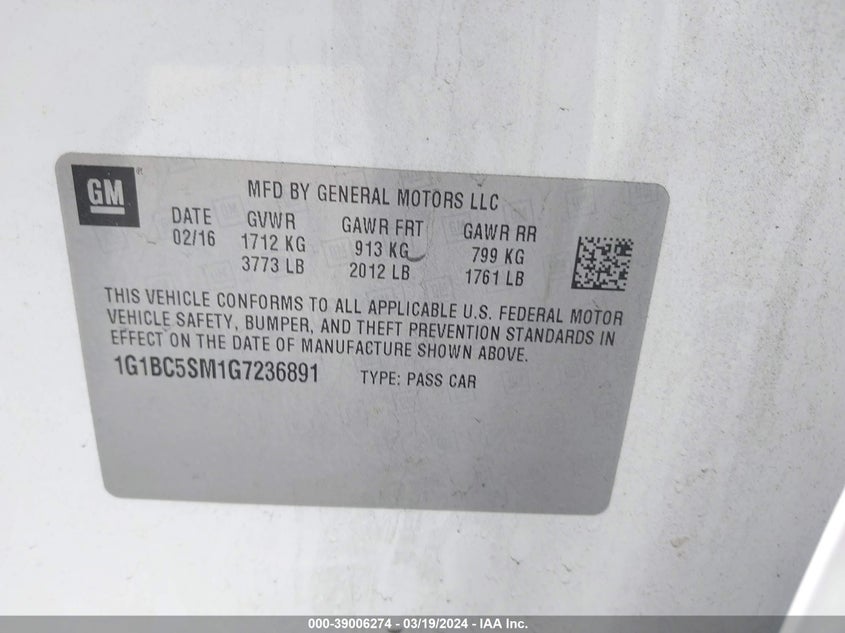 GM
MFD BY GENERAL MOTORS LLC
DATE GVWR GAWR FRT GAWR RR
02/16 1712 KG 913 KG 799 KG
3773 LB 2012 LB 1761 LB
THIS VEHICLE CONFORMS TO ALL APPLICABLE U.S. FEDERAL MOTOR
VEHICLE SAFETY, BUMPER, AND THEFT PREVENTION STANDARDS IN
EFFECT ON THE DATE OF MANUFACTURE SHOWN ABOVE.
1G1BC5SM1G7236891 TYPE: PASS CAR
000-39006274 - 03/19/2024 - IAA Inc.